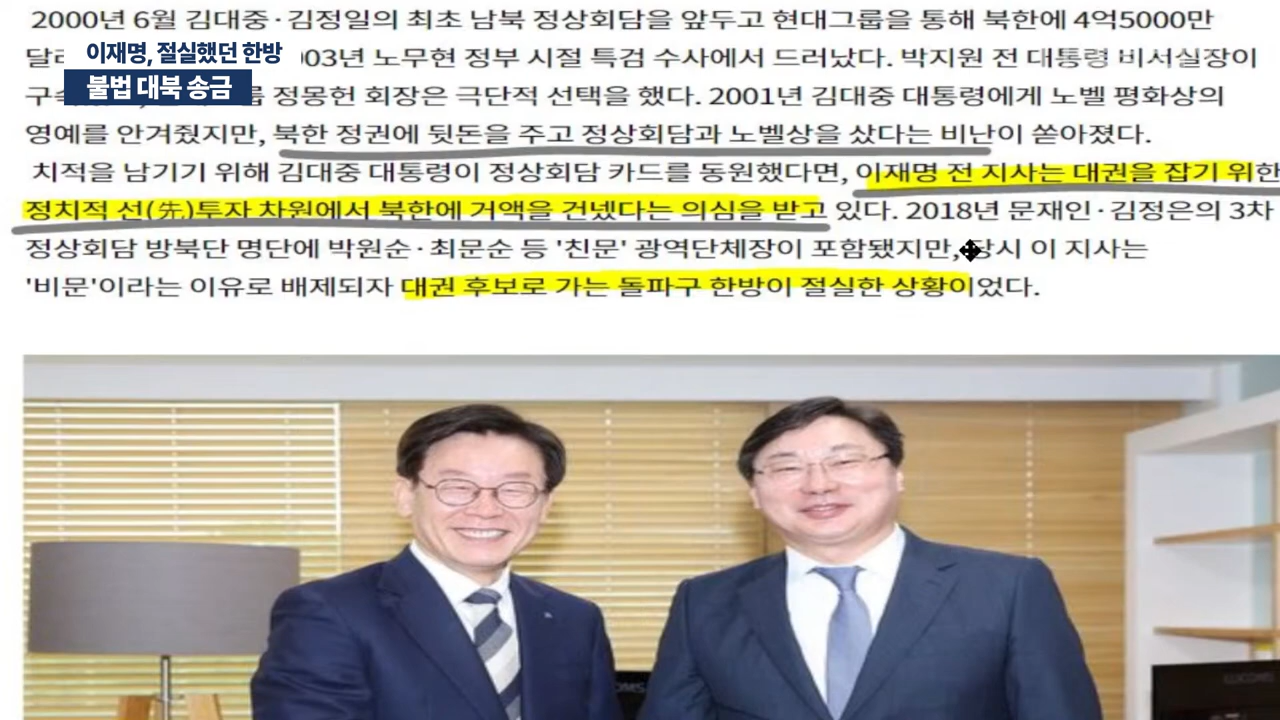 2000년 6월 김대중·김정일의 최초 남북 정상회담을 앞두고 현대그룹을 통해 북한에 4억5000만
이재명, 절실했던 한방
03년 노무현 정부 시절 특검 수사에서 드러났다. 박지원 전 대통령 비서실장이
불법 대북 송금
정몽헌 회장은 극단적 선택을 했다. 2001년 김대중 대통령에게 노벨 평화상의
영예를 안겨줬지만, 북한 정권에 뒷돈을 주고 정상회담과 노벨상을 샀다는 비난이 쏟아졌다.
치적을 남기기 위해 김대중 대통령이 정상회담 카드를 동원했다면, 이재명 전 지사는 대권을 잡기 위한
정치적 선(先)투자 차원에서 북한에 거액을 건넸다는 의심을 받고 있다. 2018년 문재인·김정은의 3차
정상회담 방북단 명단에 박원순·최문순 등 '친문' 광역단체장이 포함됐지만, 당시 이 지사는
'비문'이라는 이유로 배제되자 대권 후보로 가는 돌파구 한방이 절실한 상황이었다.